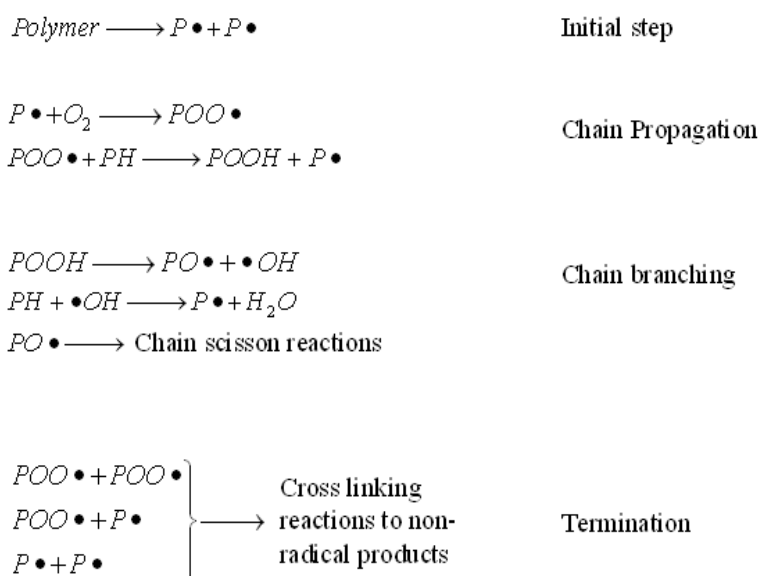 Polymer ⟶ P•+P• Initial step
P•+O₂ ⟶ POO•
Chain Propagation
POO•+PH ⟶ POOH + P•
POOH ⟶ PO•+•OH
Chain branching
PH + •OH ⟶ P•+H₂O
PO• ⟶ Chain scisson reactions
POO•+POO•
Cross linking
POO•+P• ⟶ reactions to non- Termination
radical products
P•+P•